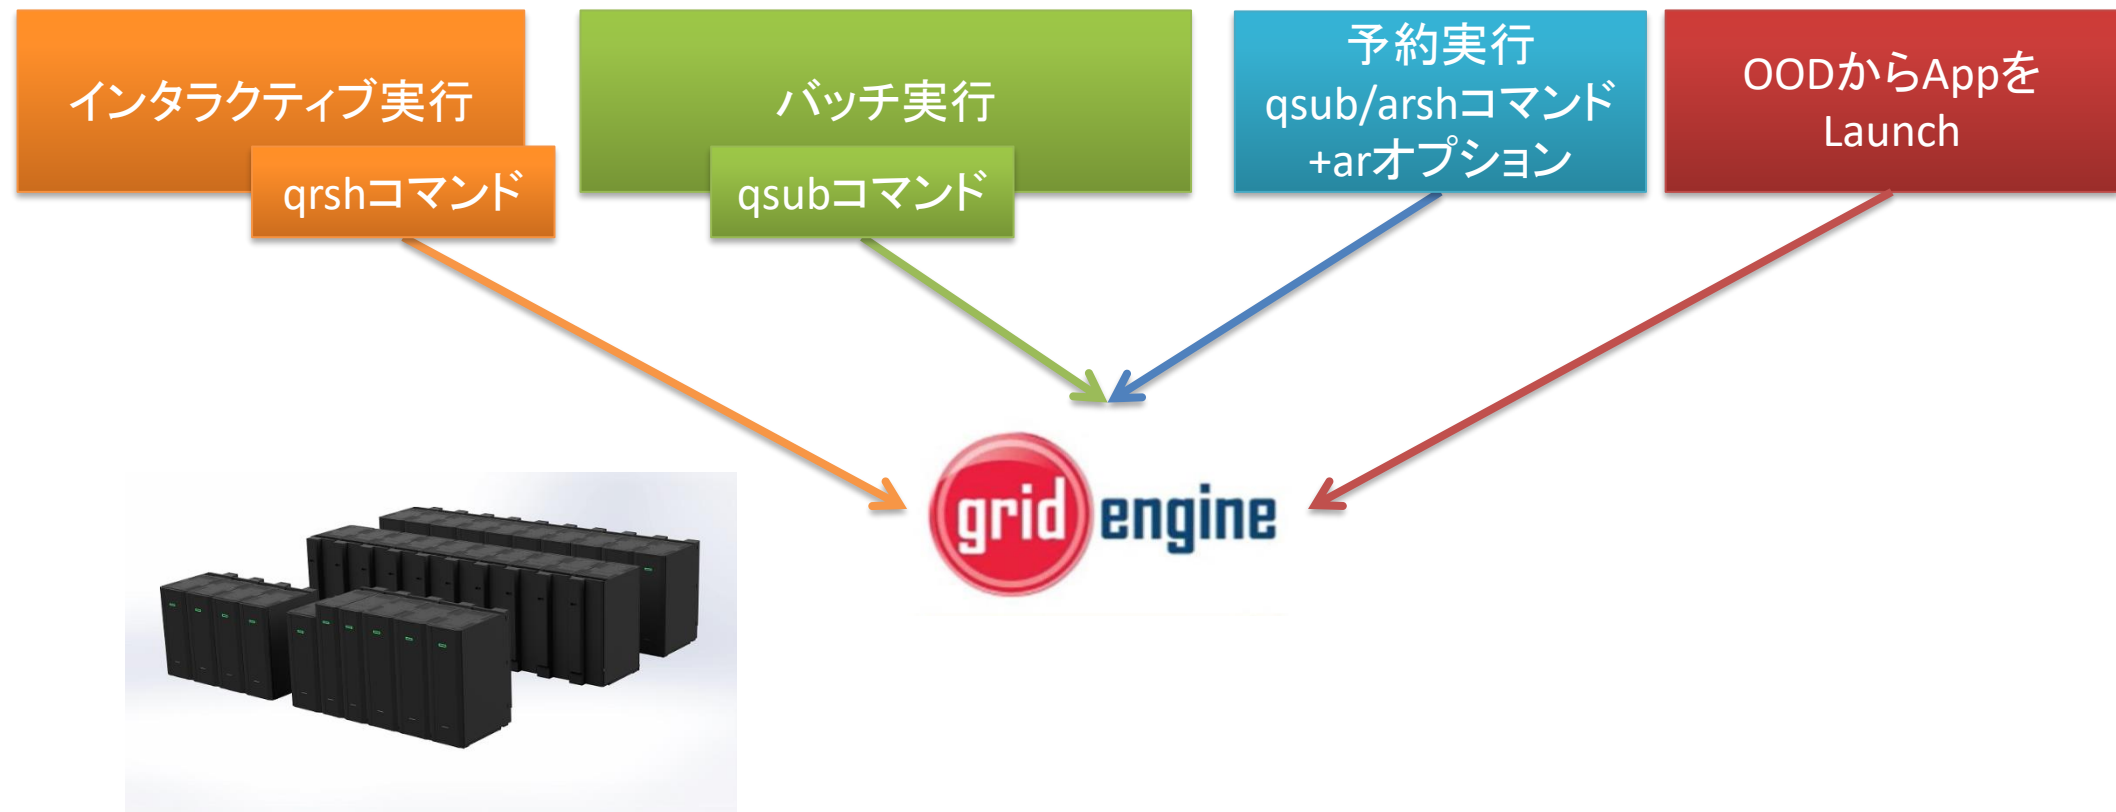 インタラクティブ実行
qrshコマンド
バッチ実行
qsubコマンド
予約実行
qsub/arshコマンド
+arオプション
OODからAppを
Launch
grid engine